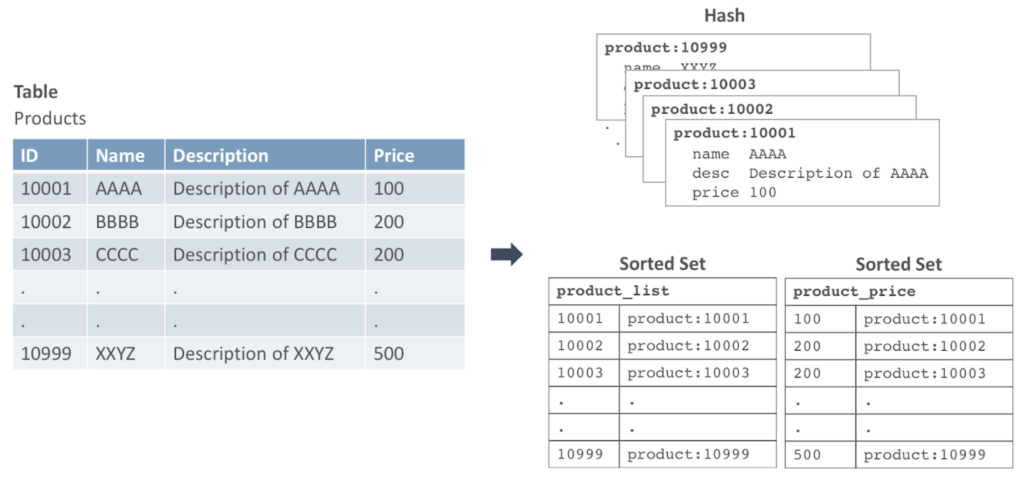 Table
Products
ID Name Description Price
10001 AAAA Description of AAAA 100
10002 BBBB Description of BBBB 200
10003 CCCC Description of CCCC 200
. . . .
. . . .
10999 XXYZ Description of XXYZ 500
Hash
product:10999
name XXYZ
product:10003
product:10002
product:10001
name AAAA
desc Description of AAAA
price 100
.
.
Sorted Set
product_list
10001 product:10001
10002 product:10002
10003 product:10003
. .
. .
10999 product:10999
Sorted Set
product_price
100 product:10001
200 product:10002
200 product:10003
. .
. .
500 product:10999